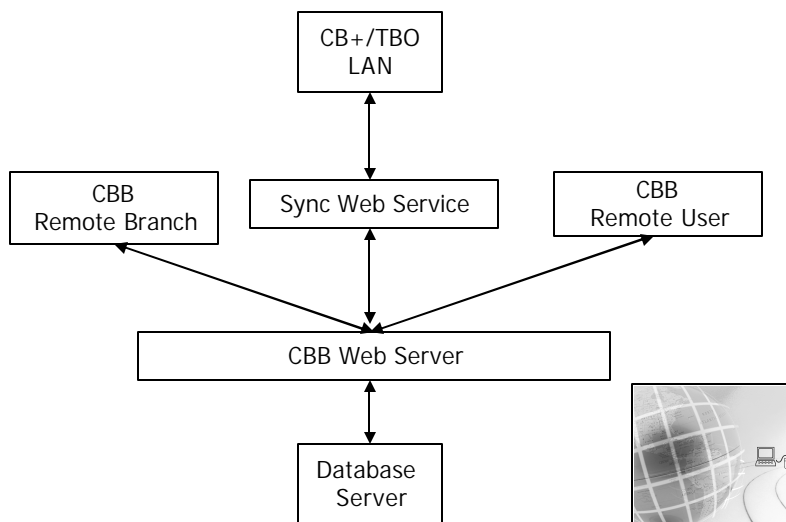 CB+/TBO
LAN
CBB
Remote Branch
Sync Web Service
CBB
Remote User
CBB Web Server
Database
Server